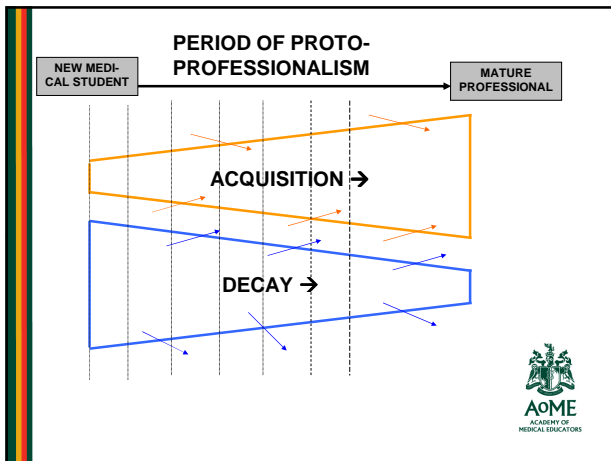 PERIOD OF PROTO-
PROFESSIONALISM
NEW MEDI-
CAL STUDENT
MATURE
PROFESSIONAL
ACQUISITION →
DECAY →
AoME
ACADEMY OF
MEDICAL EDUCATORS